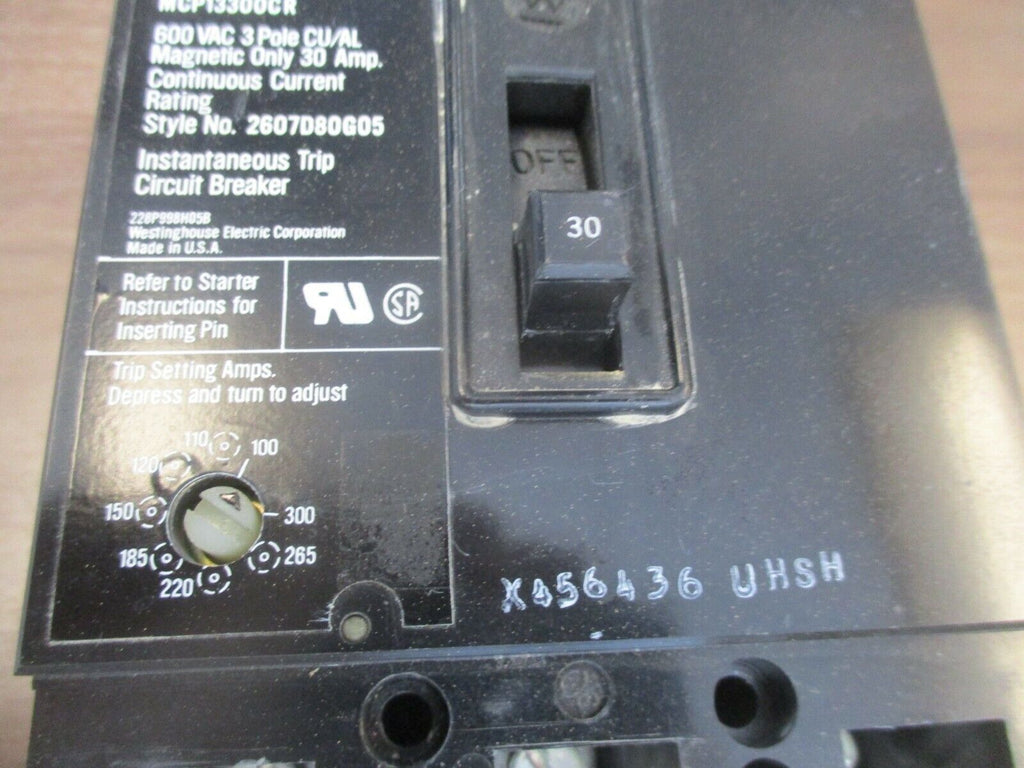 MCP13300CR
600 VAC 3 Pole CU/AL
Magnetic Only 30 Amp.
Continuous Current
Rating
Style No. 2607D80G05
Instantaneous Trip
Circuit Breaker
228P998H05B
Westinghouse Electric Corporation
Made in U.S.A.
Refer to Starter
Instructions for
Inserting Pin
Trip Setting Amps.
Depress and turn to adjust
110
100
120
150
300
185
265
220
OFF
30
X456436 UHSH